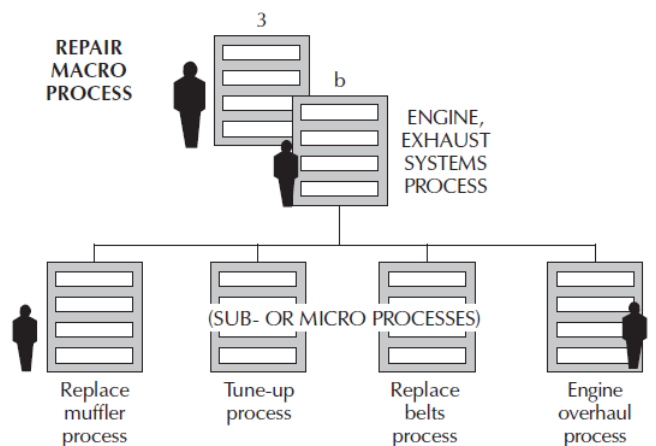 3
REPAIR
MACRO
PROCESS
b
ENGINE,
EXHAUST
SYSTEMS
PROCESS
(SUB- OR MICRO PROCESSES)
Replace
muffler
process
Tune-up
process
Replace
belts
process
Engine
overhaul
process